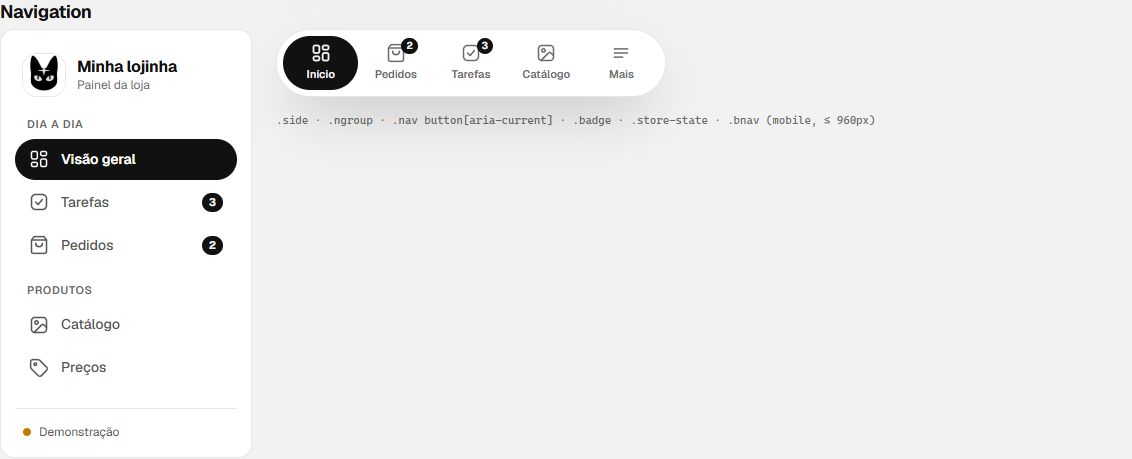 Navigation
Minha lojinha
Painel da loja
DIA A DIA
Visão geral
Tarefas 3
Pedidos 2
PRODUTOS
Catálogo
Preços
Demonstração
Início
Pedidos 2
Tarefas 3
Catálogo
Mais
.side · .ngroup · .nav button[aria-current] · .badge · .store-state · .bnav (mobile, ≤ 960px)